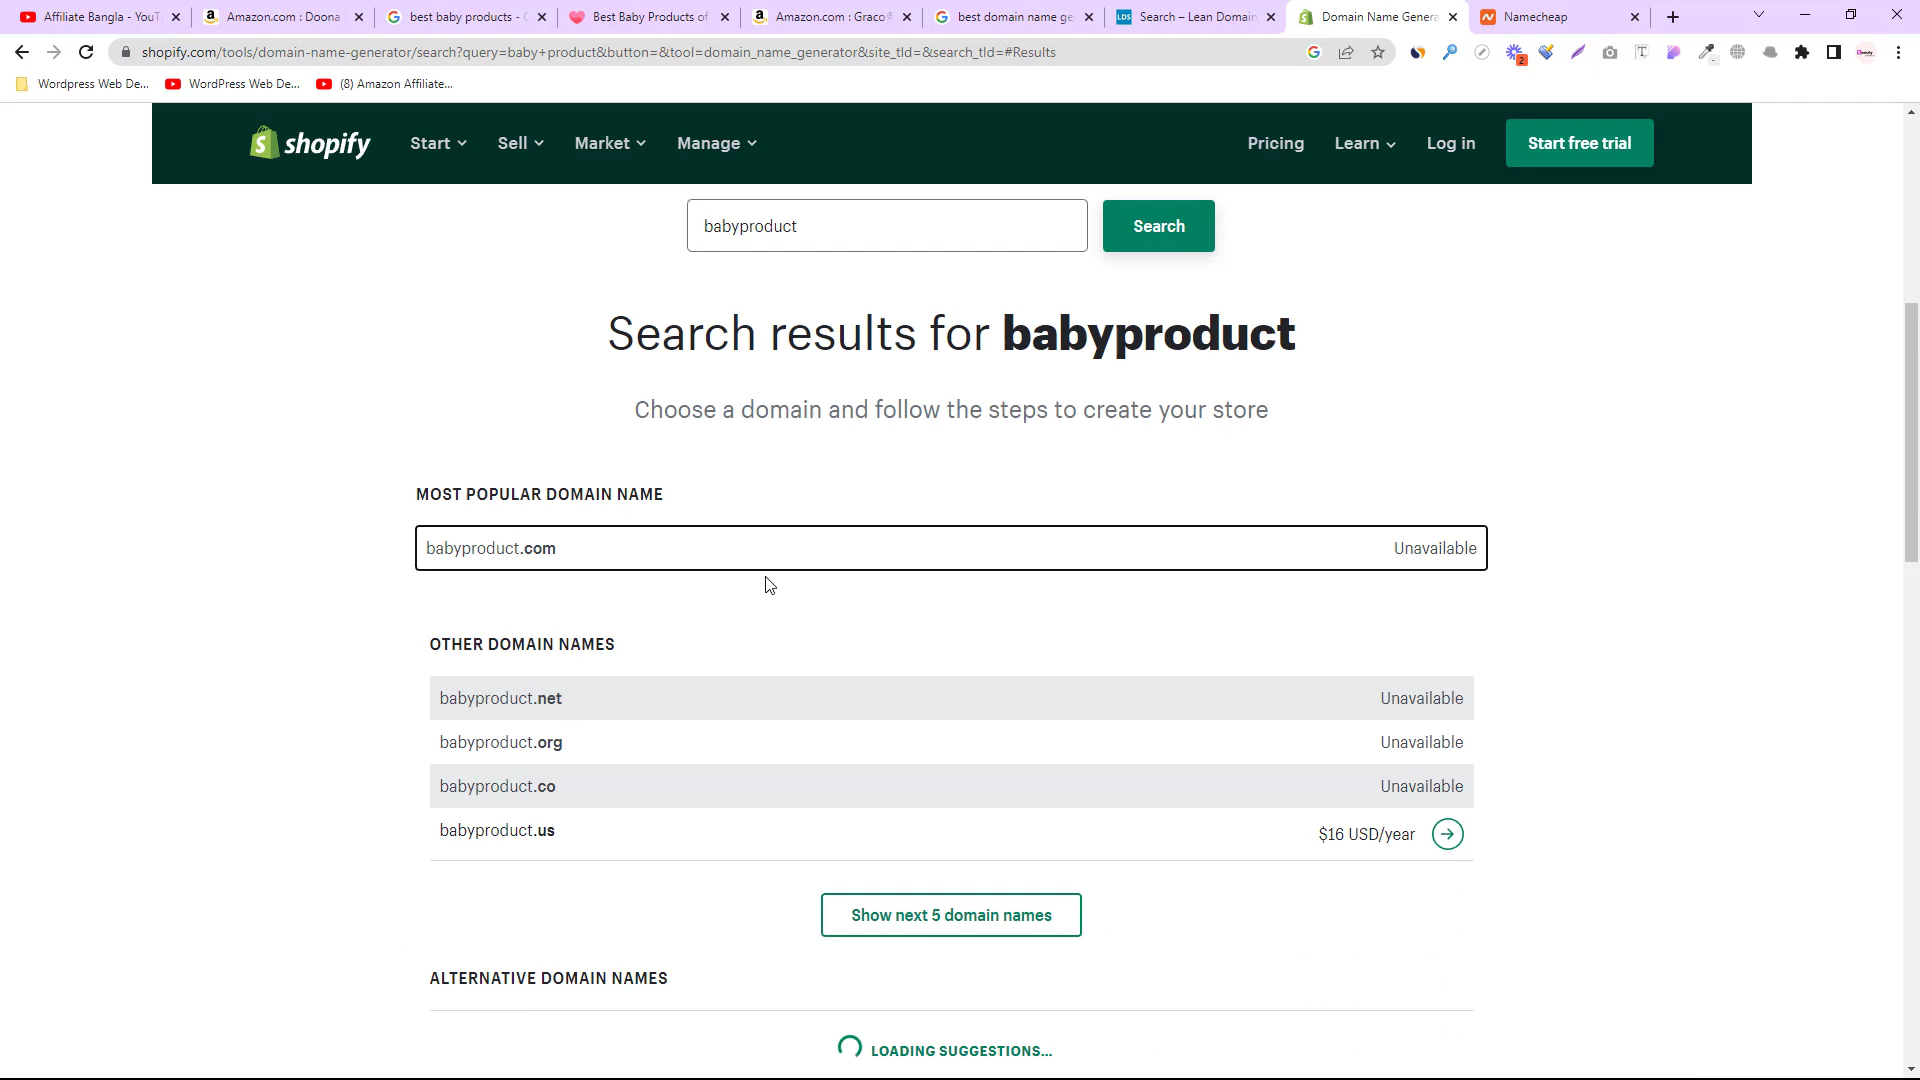 Affiliate Bangla - YouT
Amazon.com : Doona
best baby products - G
Best Baby Products of
Amazon.com : Graco®
best domain name ge
Search – Lean Domain
Domain Name Genera
Namecheap
shopify.com/tools/domain-name-generator/search?query=baby+product&button=&tool=domain_name_generator&site_tld=&search_tld=#Results
2
Wordpress Web De...
WordPress Web De...
(8) Amazon Affiliate...
shopify
Start
Sell
Market
Manage
Pricing
Learn
Log in
Start free trial
babyproduct
Search
Search results for babyproduct
Choose a domain and follow the steps to create your store
MOST POPULAR DOMAIN NAME
babyproduct.com Unavailable
OTHER DOMAIN NAMES
babyproduct.net Unavailable
babyproduct.org Unavailable
babyproduct.co Unavailable
babyproduct.us $16 USD/year
Show next 5 domain names
ALTERNATIVE DOMAIN NAMES
LOADING SUGGESTIONS...